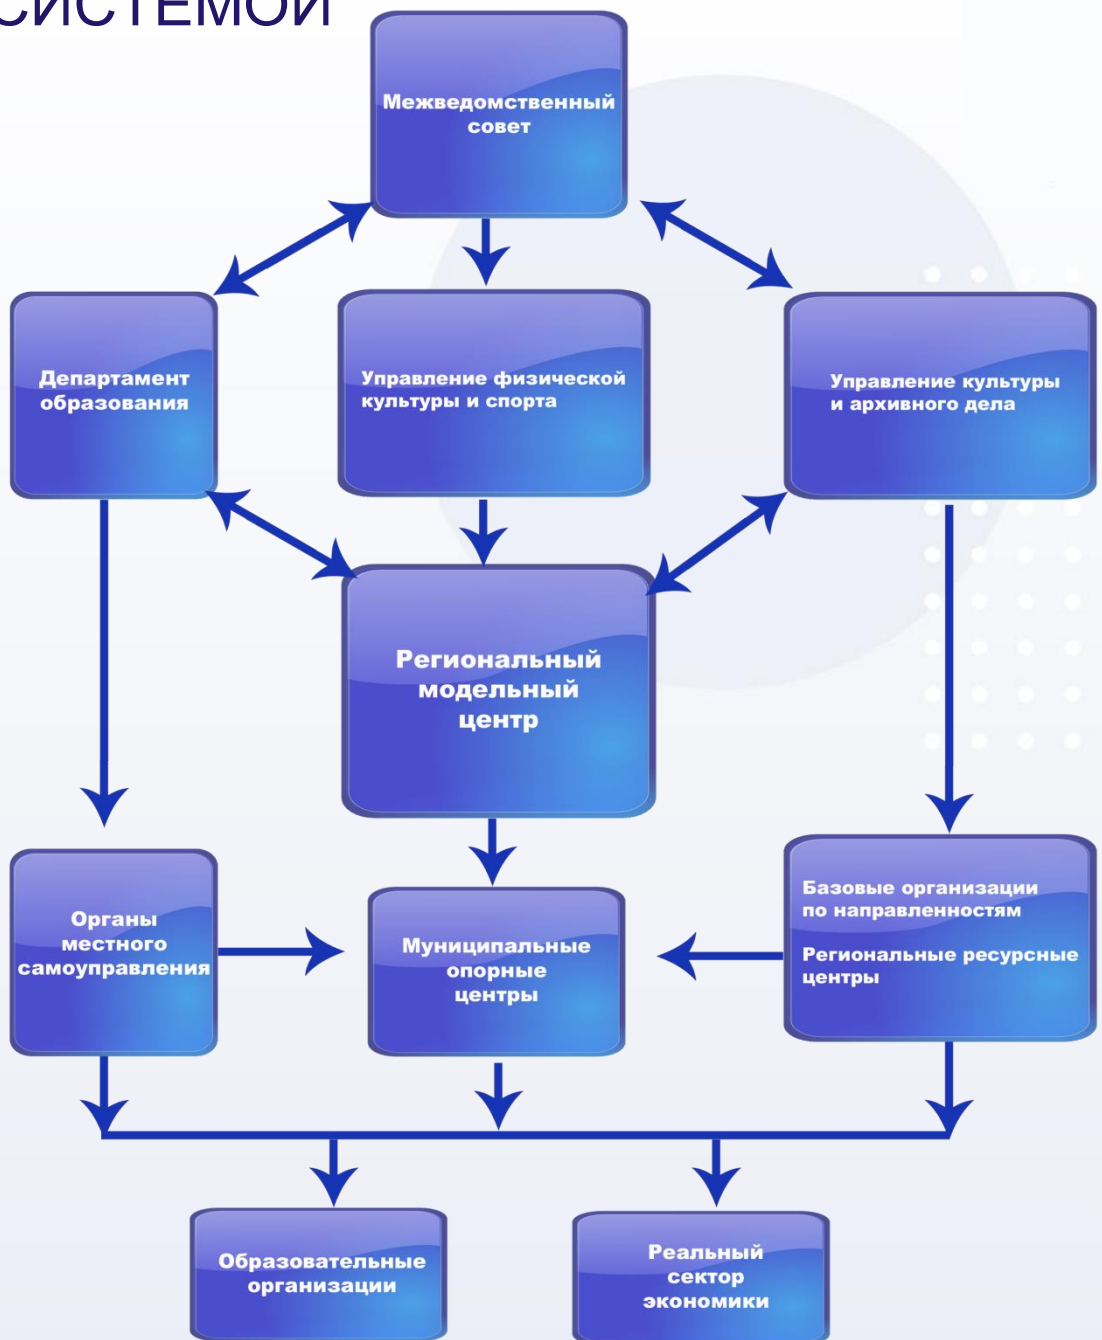 СИСТЕМОЙ
Межведомственный
совет
Департамент
образования
Управление физической
культуры и спорта
Управление культуры
и архивного дела
Региональный
модельный
центр
Органы
местного
самоуправления
Муниципальные
опорные
центры
Базовые организации
по направленностям
Региональные ресурсные
центры
Образовательные
организации
Реальный
сектор
экономики